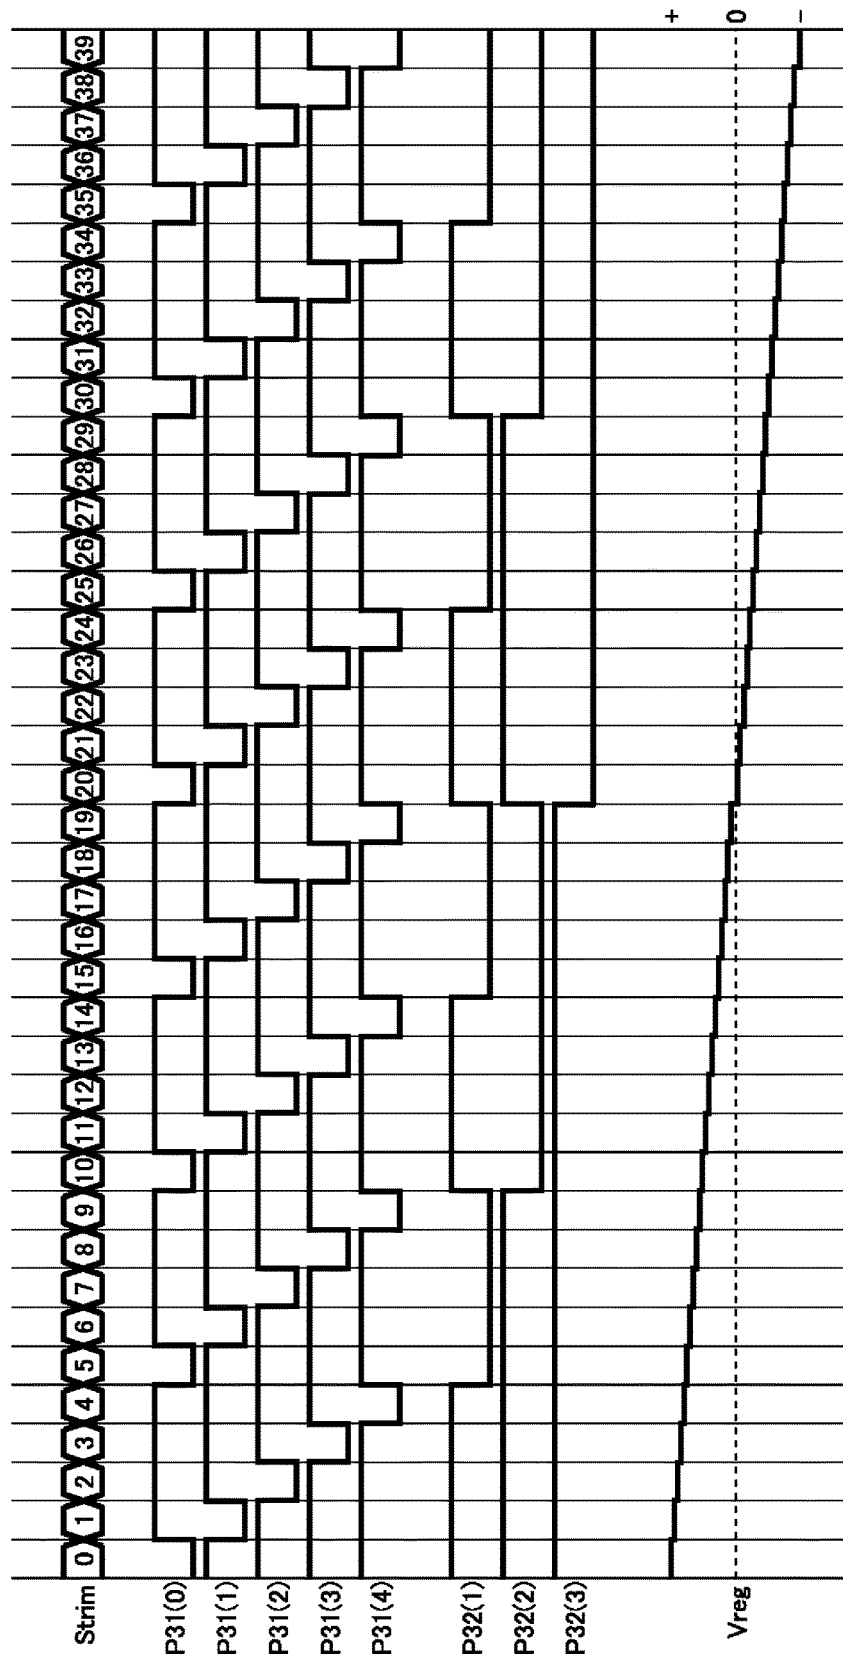 Strim 0 1 2 3 4 5 6 7 8 9 10 11 12 13 14 15 16 17 18 19 20 21 22 23 24 25 26 27 28 29 30 31 32 33 34 35 36 37 38 39
P31(0)
P31(1)
P31(2)
P31(3)
P31(4)
P32(1)
P32(2)
P32(3)
+
Vreg 0
−